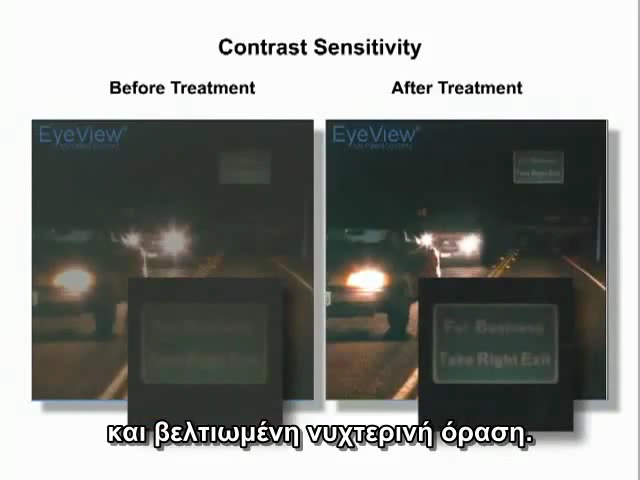 Contrast Sensitivity
Before Treatment
After Treatment
EyeView®
EyeView®
For Business
Take Right Exit
For Business
Take Right Exit
και βελτιωμένη νυχτερινή όραση.